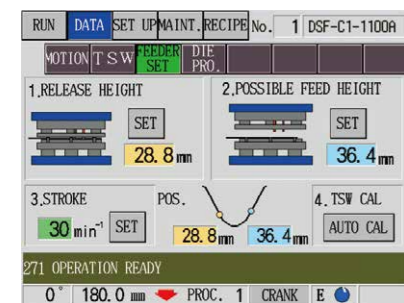 RUN DATA SET UP MAINT. RECIPE No. 1 DSF-C1-1100A
MOTION TSW FEEDER SET DIE PRO.
1.RELEASE HEIGHT 2.POSSIBLE FEED HEIGHT
SET SET
28.8mm 36.4mm
3.STROKE POS. 4.TSW CAL
30 min-1 SET 28.8mm 36.4mm AUTO CAL
271 OPERATION READY
0° 180.0 mm PROC. 1 CRANK E